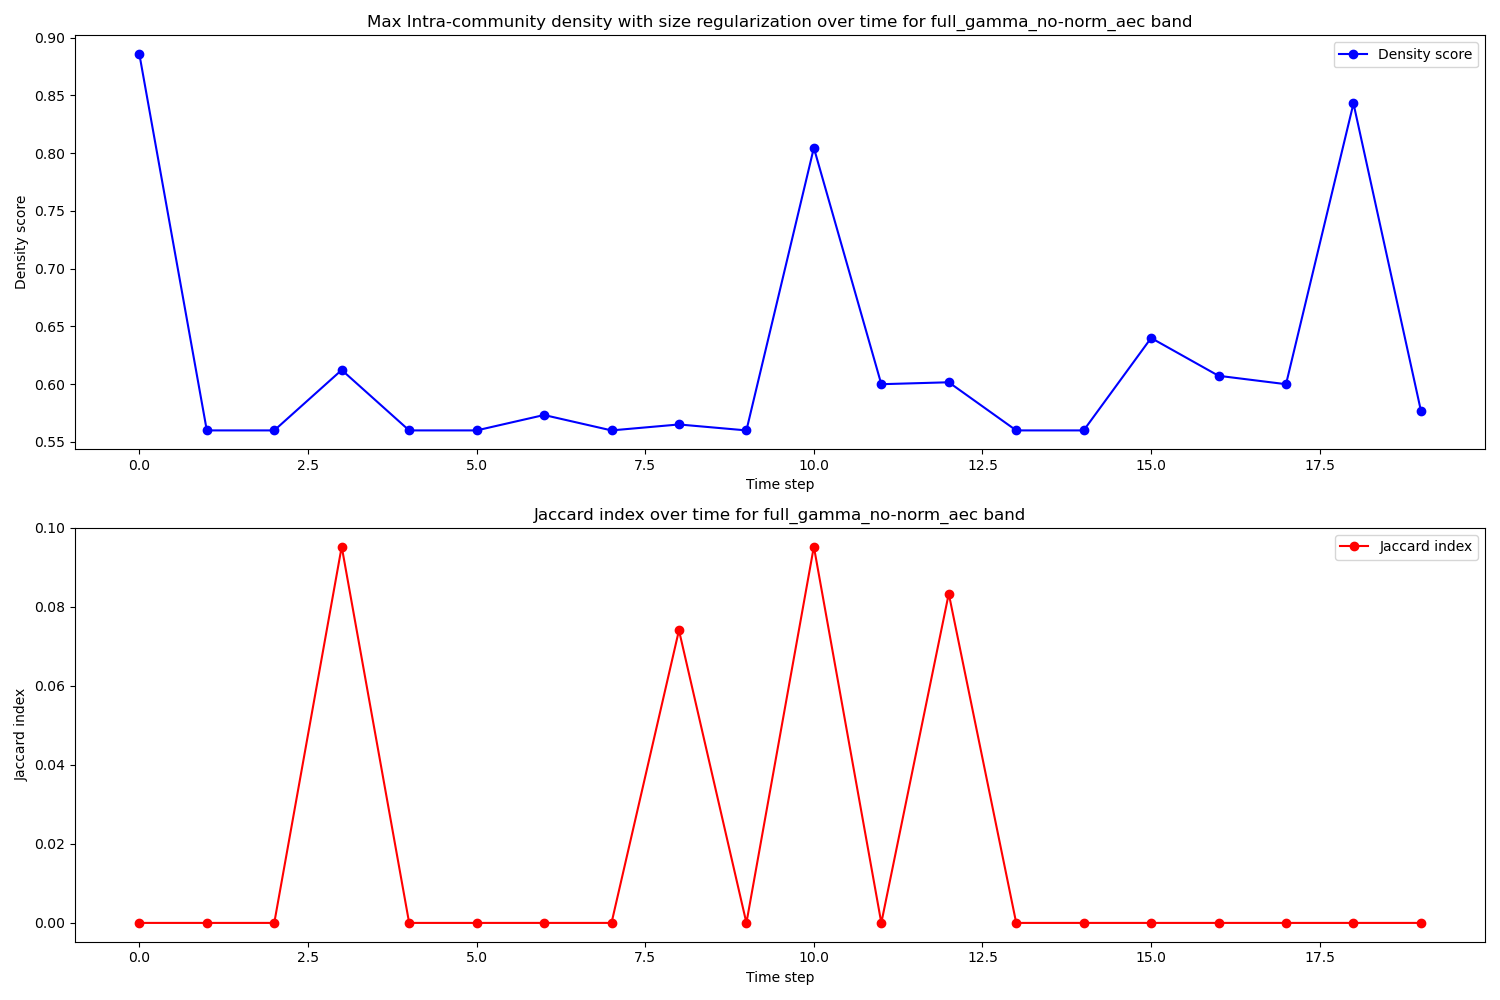 Max Intra-community density with size regularization over time for full_gamma_no-norm_aec band
0.90
0.85
0.80
0.75
0.70
0.65
0.60
0.55
Density score
Density score
0.0 2.5 5.0 7.5 10.0 12.5 15.0 17.5
Time step
Jaccard index over time for full_gamma_no-norm_aec band
0.10
0.08
0.06
0.04
0.02
0.00
Jaccard index
Jaccard index
0.0 2.5 5.0 7.5 10.0 12.5 15.0 17.5
Time step